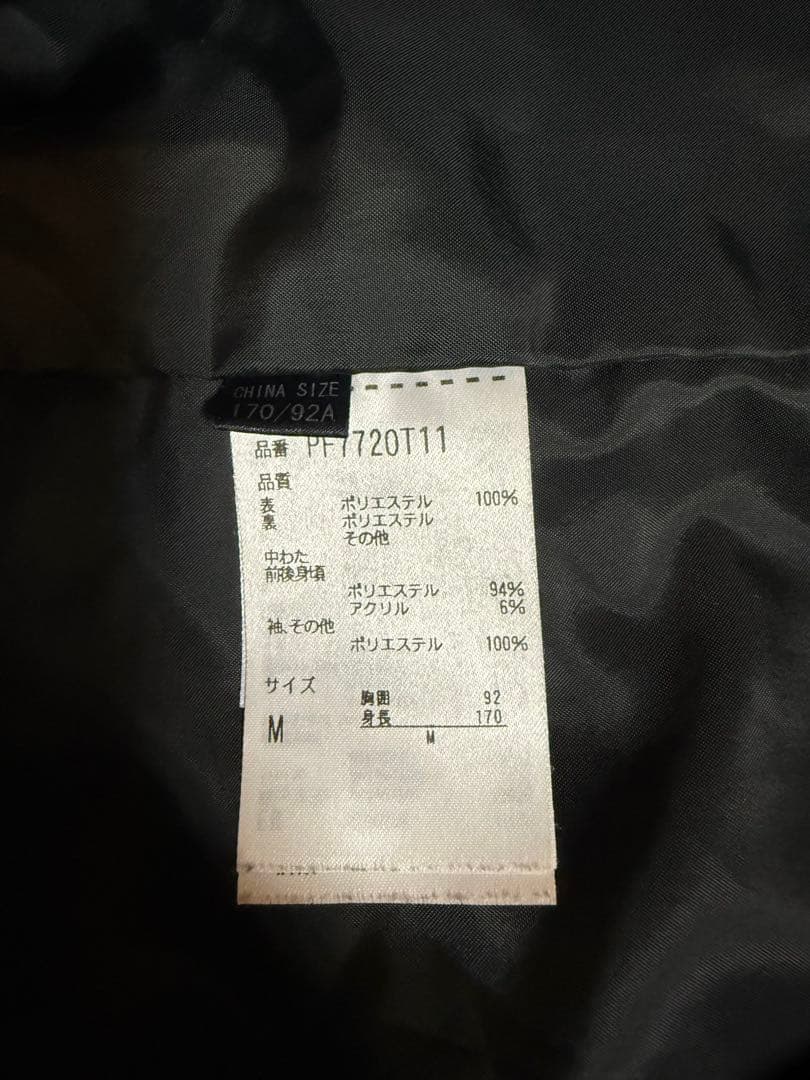 CHINA SIZE
170/92A
品番 PF7720T11
品質
表 ポリエステル 100%
裏 ポリエステル
その他
中わた
前後身頃
ポリエステル 94%
アクリル 6%
袖、その他
ポリエステル 100%
サイズ
胸囲 92
身長 170
M
M